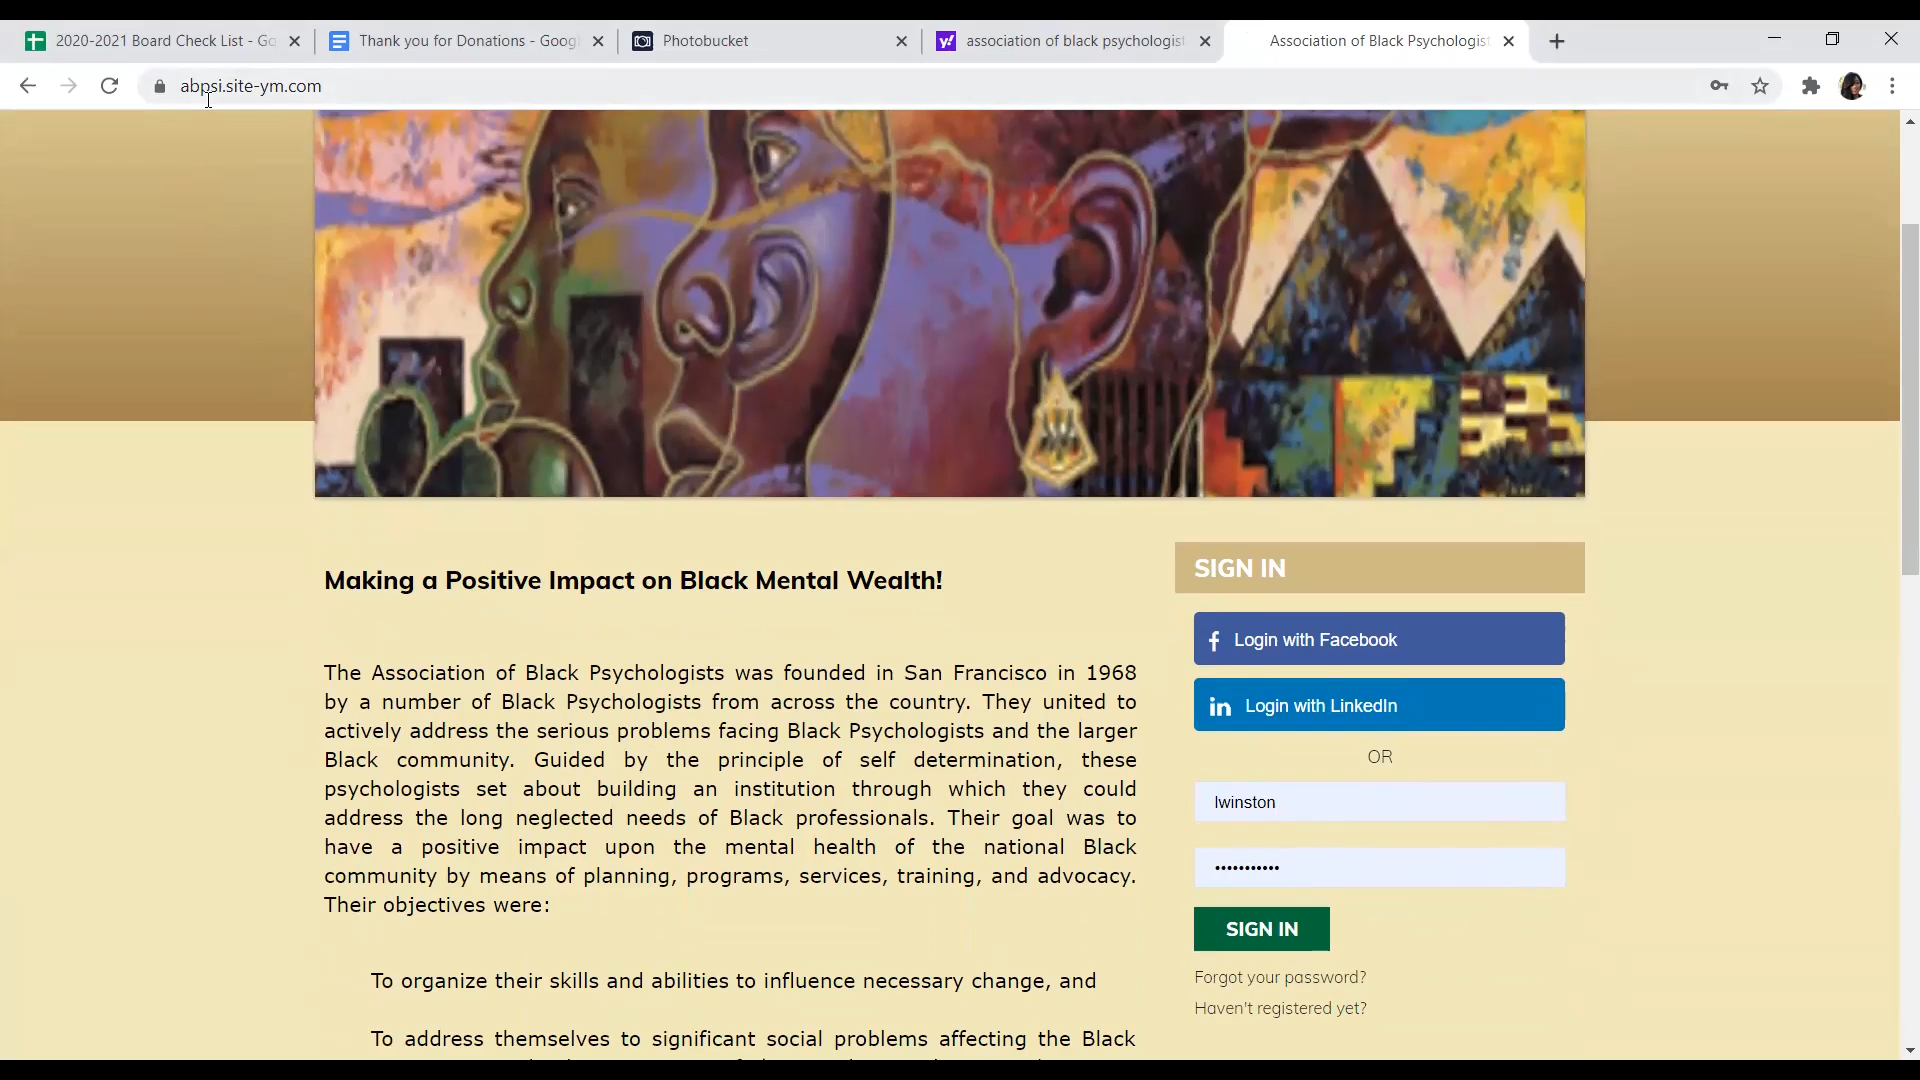 2020-2021 Board Check List - Go
Thank you for Donations - Googl
Photobucket
association of black psychologist
Association of Black Psychologist
abpsi.site-ym.com
Making a Positive Impact on Black Mental Wealth!
The Association of Black Psychologists was founded in San Francisco in 1968
by a number of Black Psychologists from across the country. They united to
actively address the serious problems facing Black Psychologists and the larger
Black community. Guided by the principle of self determination, these
psychologists set about building an institution through which they could
address the long neglected needs of Black professionals. Their goal was to
have a positive impact upon the mental health of the national Black
community by means of planning, programs, services, training, and advocacy.
Their objectives were:
To organize their skills and abilities to influence necessary change, and
To address themselves to significant social problems affecting the Black
SIGN IN
Login with Facebook
Login with LinkedIn
OR
lwinston
•••••••••••
SIGN IN
Forgot your password?
Haven't registered yet?